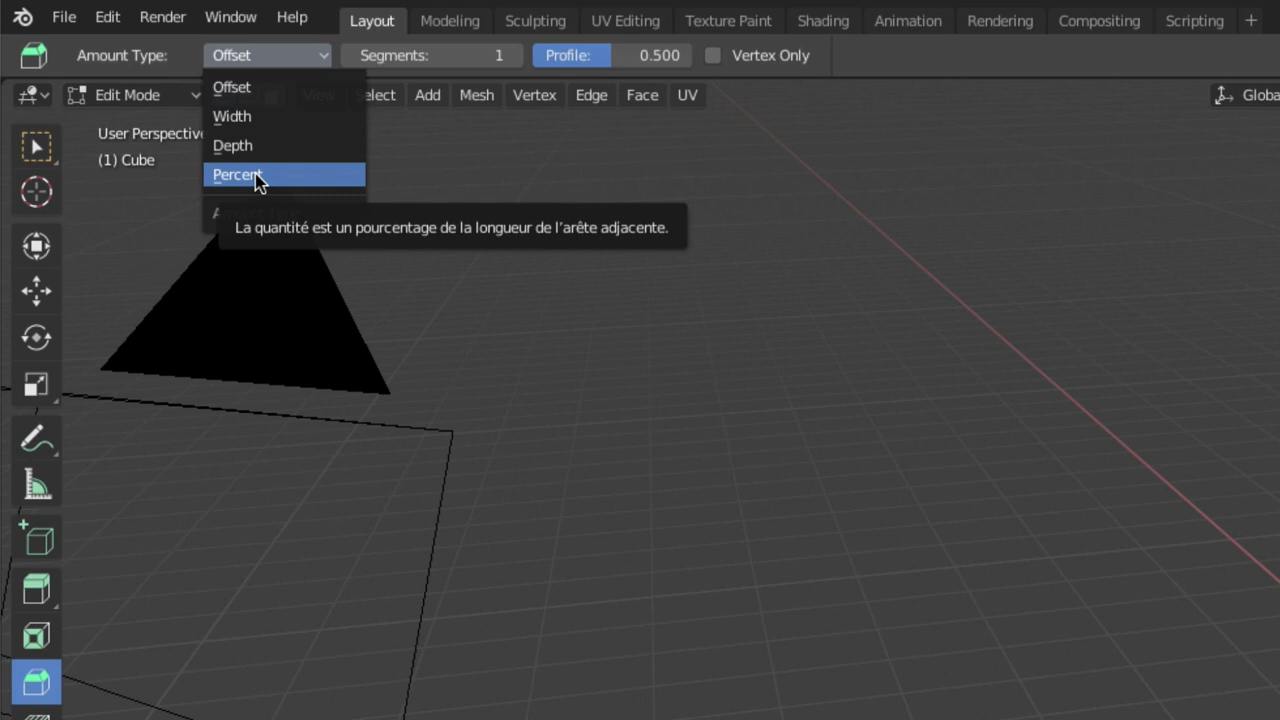 File Edit Render Window Help Layout Modeling Sculpting UV Editing Texture Paint Shading Animation Rendering Compositing Scripting +
Amount Type: Offset Segments: 1 Profile: 0.500 Vertex Only
Edit Mode View Select Add Mesh Vertex Edge Face UV
Offset
Width
Depth
Percent
User Perspective
(1) Cube
La quantité est un pourcentage de la longueur de l'arête adjacente.